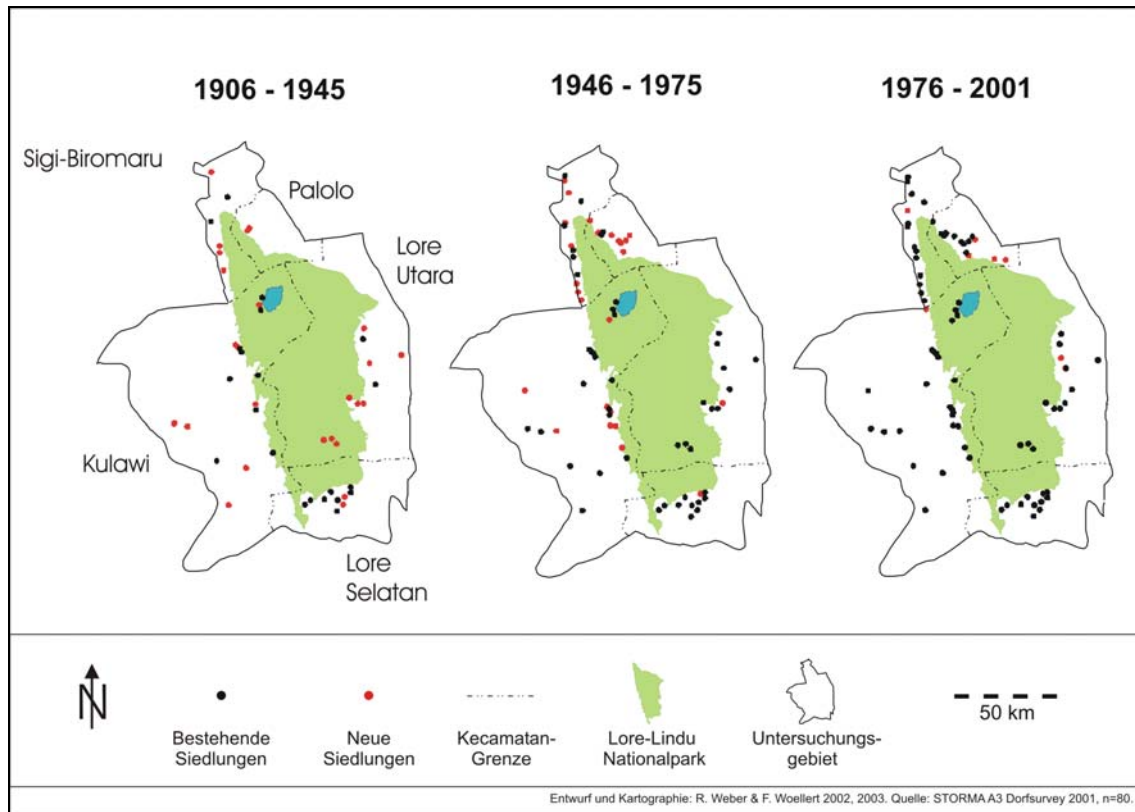 1906 - 1945
1946 - 1975
1976 - 2001
Sigi-Biromaru
Palolo
Lore
Utara
Kulawi
Lore
Selatan
N
Bestehende
Siedlungen
Neue
Siedlungen
Kecamatan-
Grenze
Lore-Lindu
Nationalpark
Untersuchungs-
gebiet
50 km
Entwurf und Kartographie: R. Weber & F. Woellert 2002, 2003. Quelle: STORMA A3 Dorfsurvey 2001, n=80.